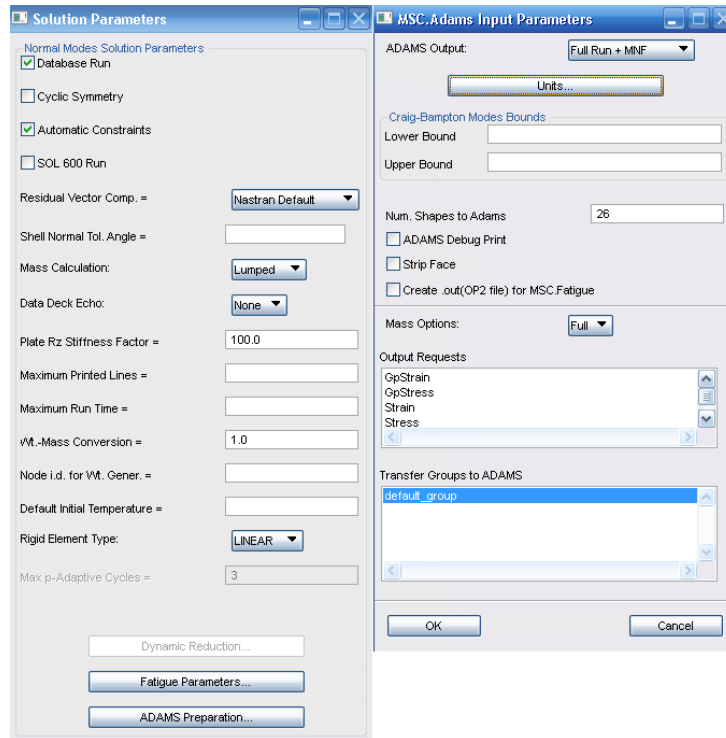 Solution Parameters
Normal Modes Solution Parameters
Database Run
Cyclic Symmetry
Automatic Constraints
SOL 600 Run
Residual Vector Comp. = Nastran Default
Shell Normal Tol. Angle =
Mass Calculation: Lumped
Data Deck Echo: None
Plate Rz Stiffness Factor = 100.0
Maximum Printed Lines =
Maximum Run Time =
Wt.-Mass Conversion = 1.0
Node i.d. for Wt. Gener. =
Default Initial Temperature =
Rigid Element Type: LINEAR
Max p-Adaptive Cycles = 3
Dynamic Reduction...
Fatigue Parameters...
ADAMS Preparation...
MSC.Adams Input Parameters
ADAMS Output: Full Run + MNF
Units...
Craig-Bampton Modes Bounds
Lower Bound
Upper Bound
Num. Shapes to Adams 26
ADAMS Debug Print
Strip Face
Create .out(OP2 file) for MSC.Fatigue
Mass Options: Full
Output Requests
GpStrain
GpStress
Strain
Stress
Transfer Groups to ADAMS
default_group
OK Cancel